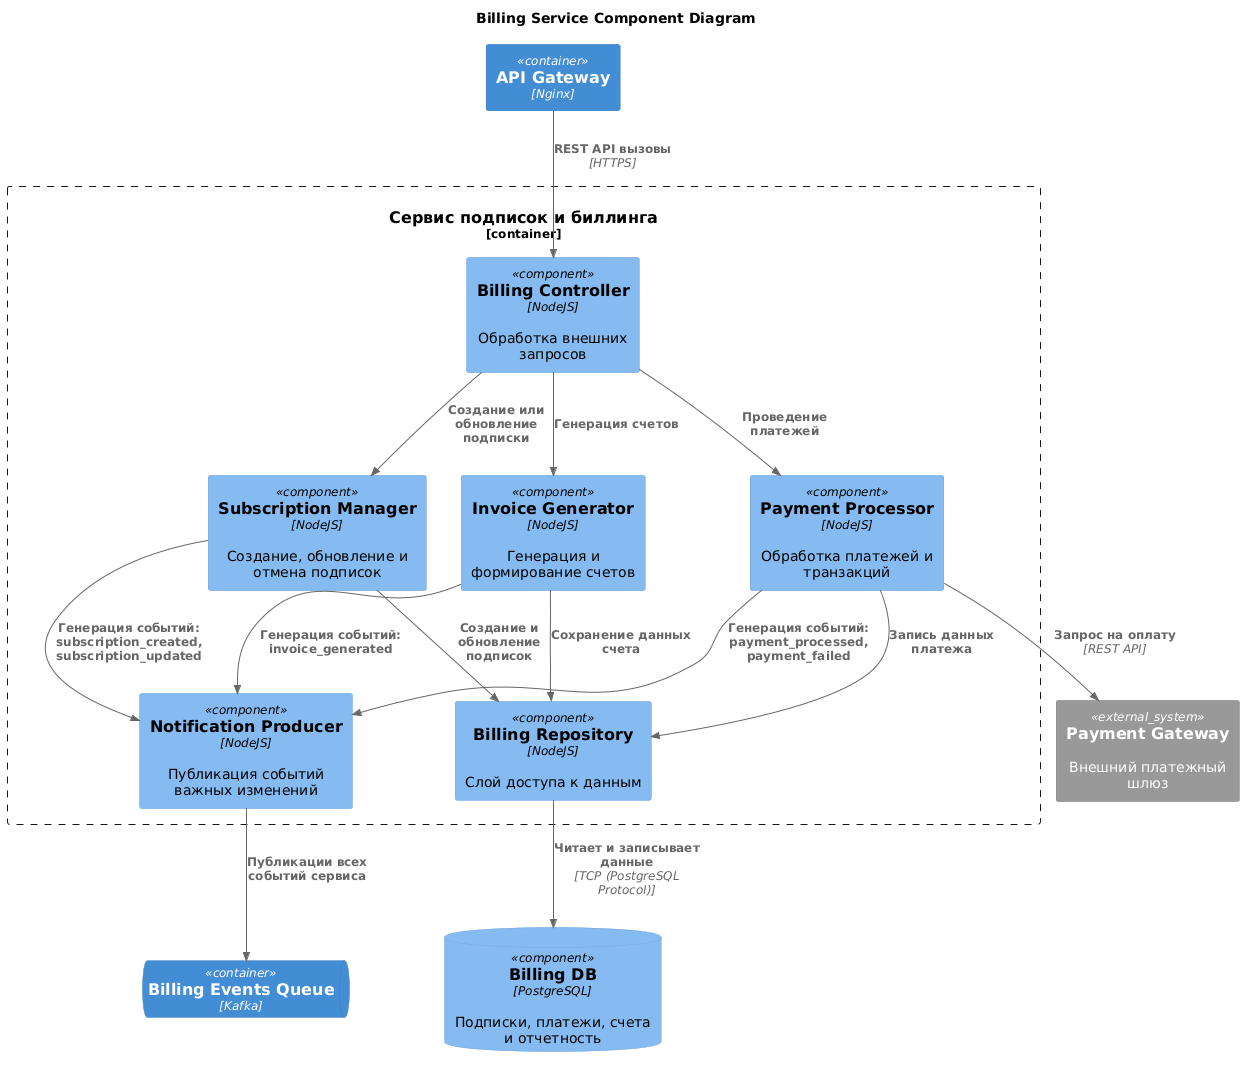 Billing Service Component Diagram
«container»
API Gateway
[Nginx]
REST API вызовы
[HTTPS]
Сервис подписок и биллинга
[container]
«component»
Billing Controller
[NodeJS]
Обработка внешних
запросов
Создание или
обновление
подписки
Генерация счетов
Проведение
платежей
«component»
Subscription Manager
[NodeJS]
Создание, обновление и
отмена подписок
«component»
Invoice Generator
[NodeJS]
Генерация и
формирование счетов
«component»
Payment Processor
[NodeJS]
Обработка платежей и
транзакций
Генерация событий:
subscription_created,
subscription_updated
Генерация событий:
invoice_generated
Создание и
обновление
подписок
Сохранение данных
счета
Генерация событий:
payment_processed,
payment_failed
Запись данных
платежа
Запрос на оплату
[REST API]
«component»
Notification Producer
[NodeJS]
Публикация событий
важных изменений
«component»
Billing Repository
[NodeJS]
Слой доступа к данным
«external_system»
Payment Gateway
Внешний платежный
шлюз
Публикации всех
событий сервиса
Читает и записывает
данные
[TCP (PostgreSQL
Protocol)]
«container»
Billing Events Queue
[Kafka]
«component»
Billing DB
[PostgreSQL]
Подписки, платежи, счета
и отчетность